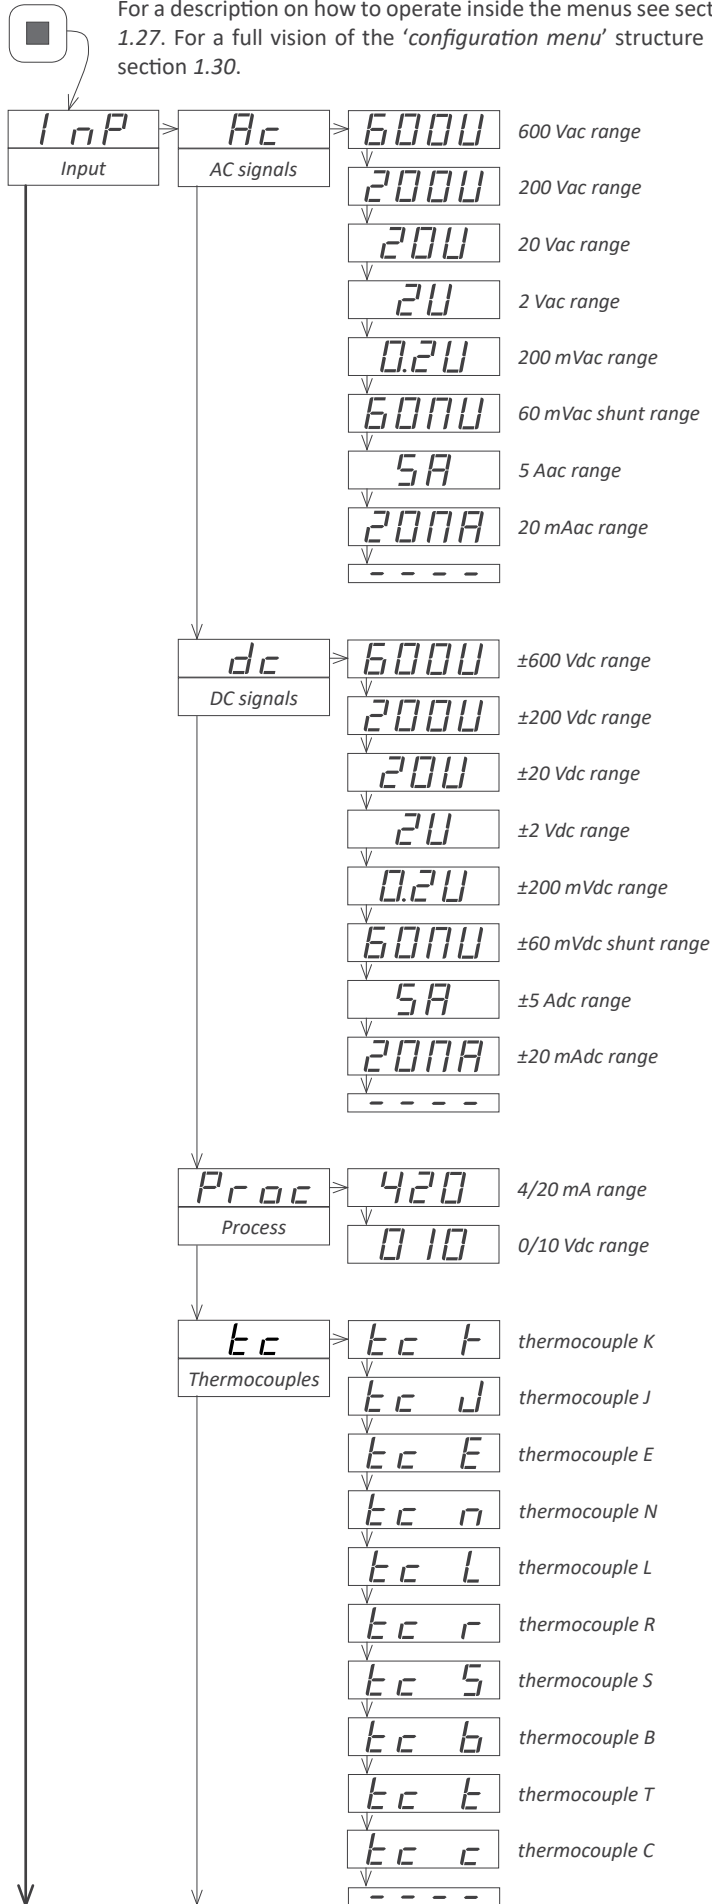 For a description on how to operate inside the menus see sect
1.27. For a full vision of the ‘configuration menu’ structure
section 1.30.
InP
Input
Ac
AC signals
600U
600 Vac range
200U
200 Vac range
20U
20 Vac range
2U
2 Vac range
0.2U
200 mVac range
60nU
60 mVac shunt range
5A
5 Aac range
20nA
20 mAac range
----
dc
DC signals
600U
±600 Vdc range
200U
±200 Vdc range
20U
±20 Vdc range
2U
±2 Vdc range
0.2U
±200 mVdc range
60nU
±60 mVdc shunt range
5A
±5 Adc range
20nA
±20 mAdc range
----
Proc
Process
420
4/20 mA range
010
0/10 Vdc range
tc
Thermocouples
tc k
thermocouple K
tc J
thermocouple J
tc E
thermocouple E
tc n
thermocouple N
tc L
thermocouple L
tc r
thermocouple R
tc S
thermocouple S
tc b
thermocouple B
tc t
thermocouple T
tc c
thermocouple C
----